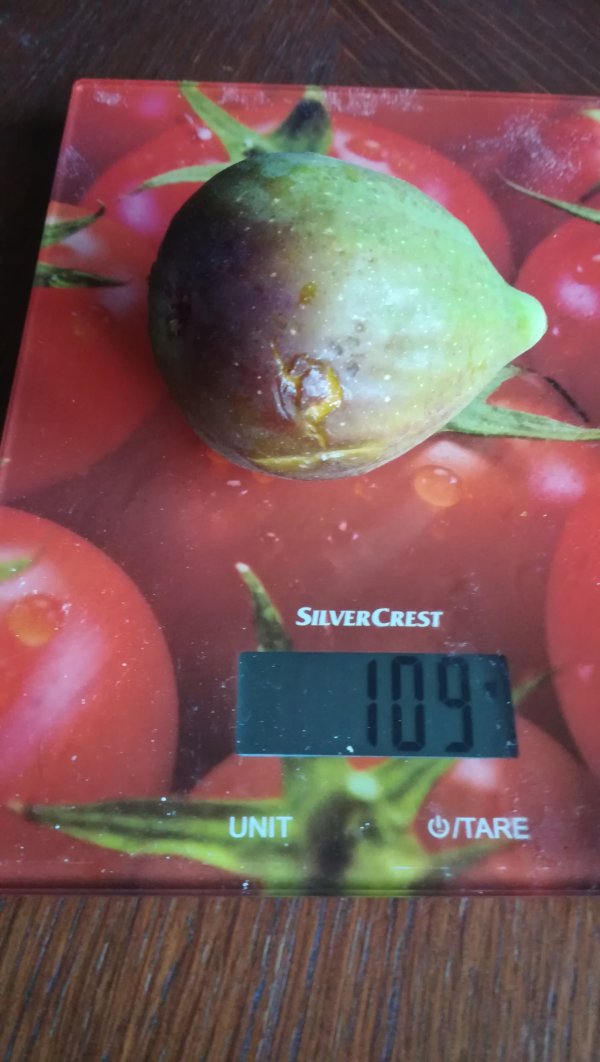 SILVERCREST
109
UNIT
/TARE